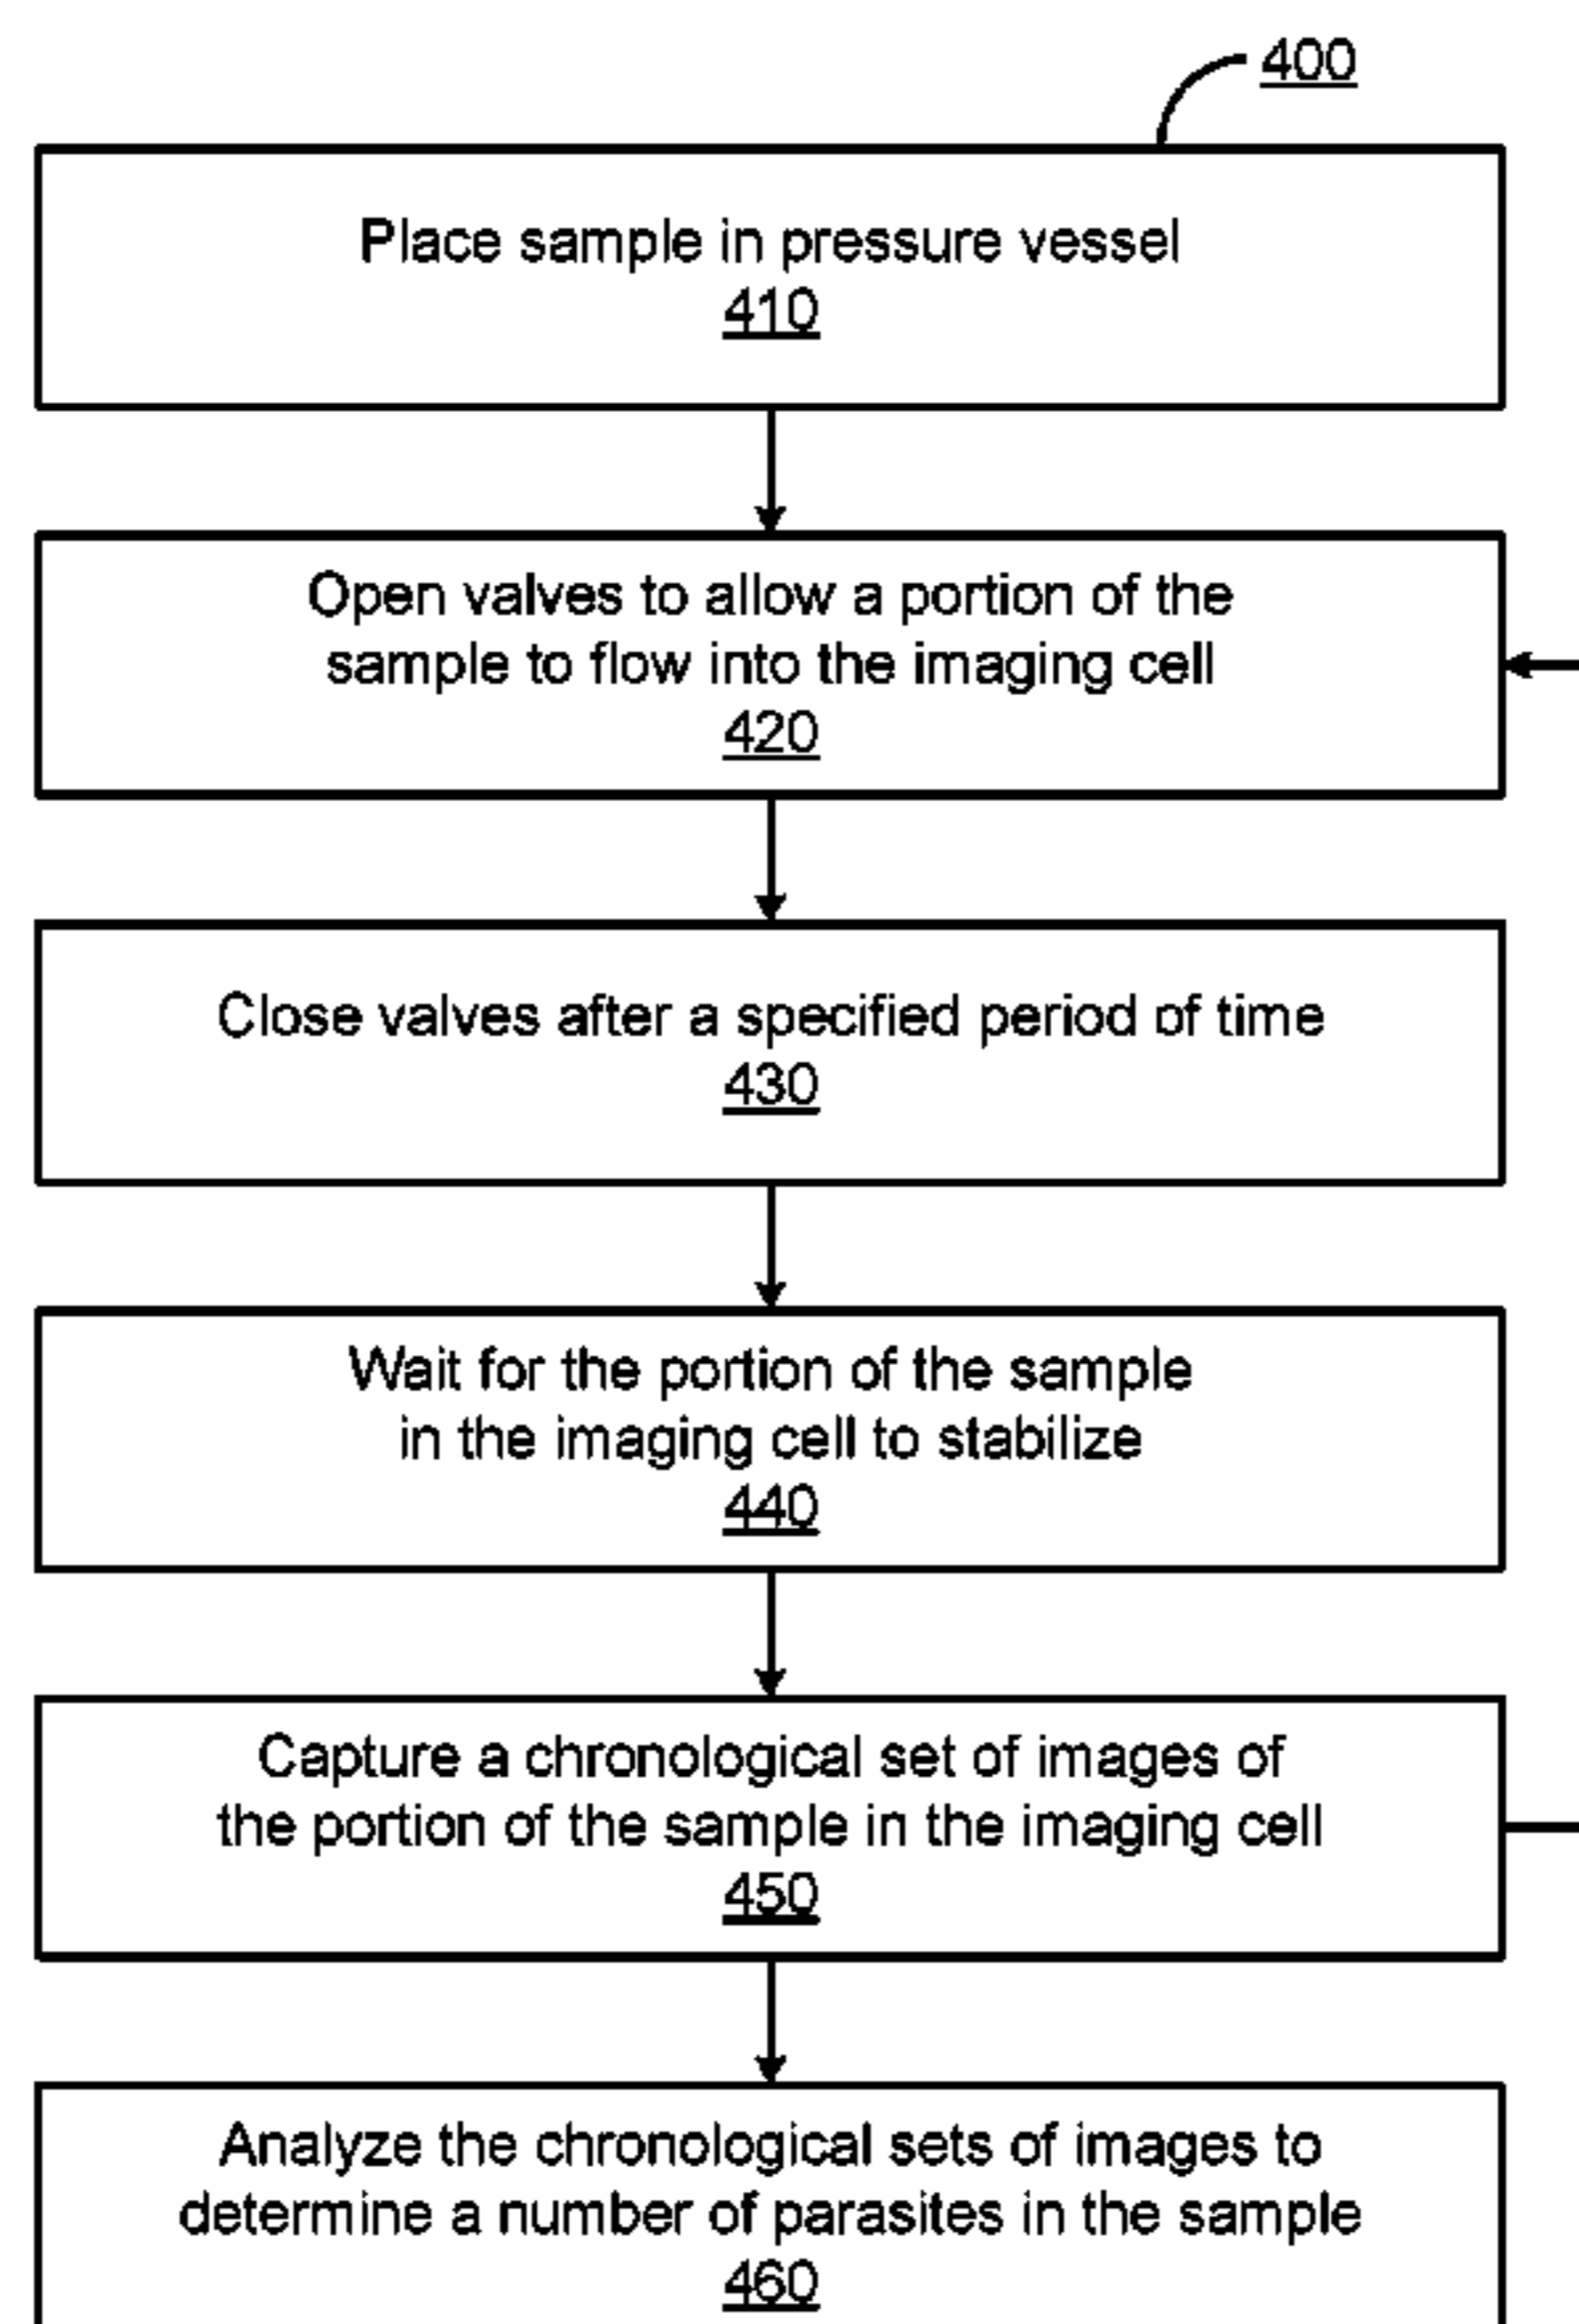 400
Place sample in pressure vessel
410
Open valves to allow a portion of the
sample to flow into the imaging cell
420
Close valves after a specified period of time
430
Wait for the portion of the sample
in the imaging cell to stabilize
440
Capture a chronological set of images of
the portion of the sample in the imaging cell
450
Analyze the chronological sets of images to
determine a number of parasites in the sample
460